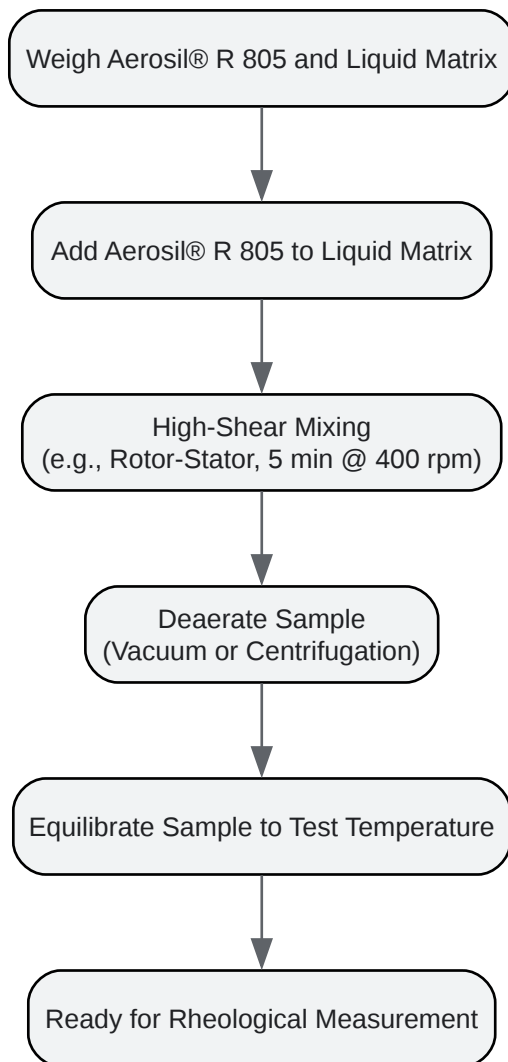 Weigh Aerosil® R 805 and Liquid Matrix
Add Aerosil® R 805 to Liquid Matrix
High-Shear Mixing
(e.g., Rotor-Stator, 5 min @ 400 rpm)
Deaerate Sample
(Vacuum or Centrifugation)
Equilibrate Sample to Test Temperature
Ready for Rheological Measurement